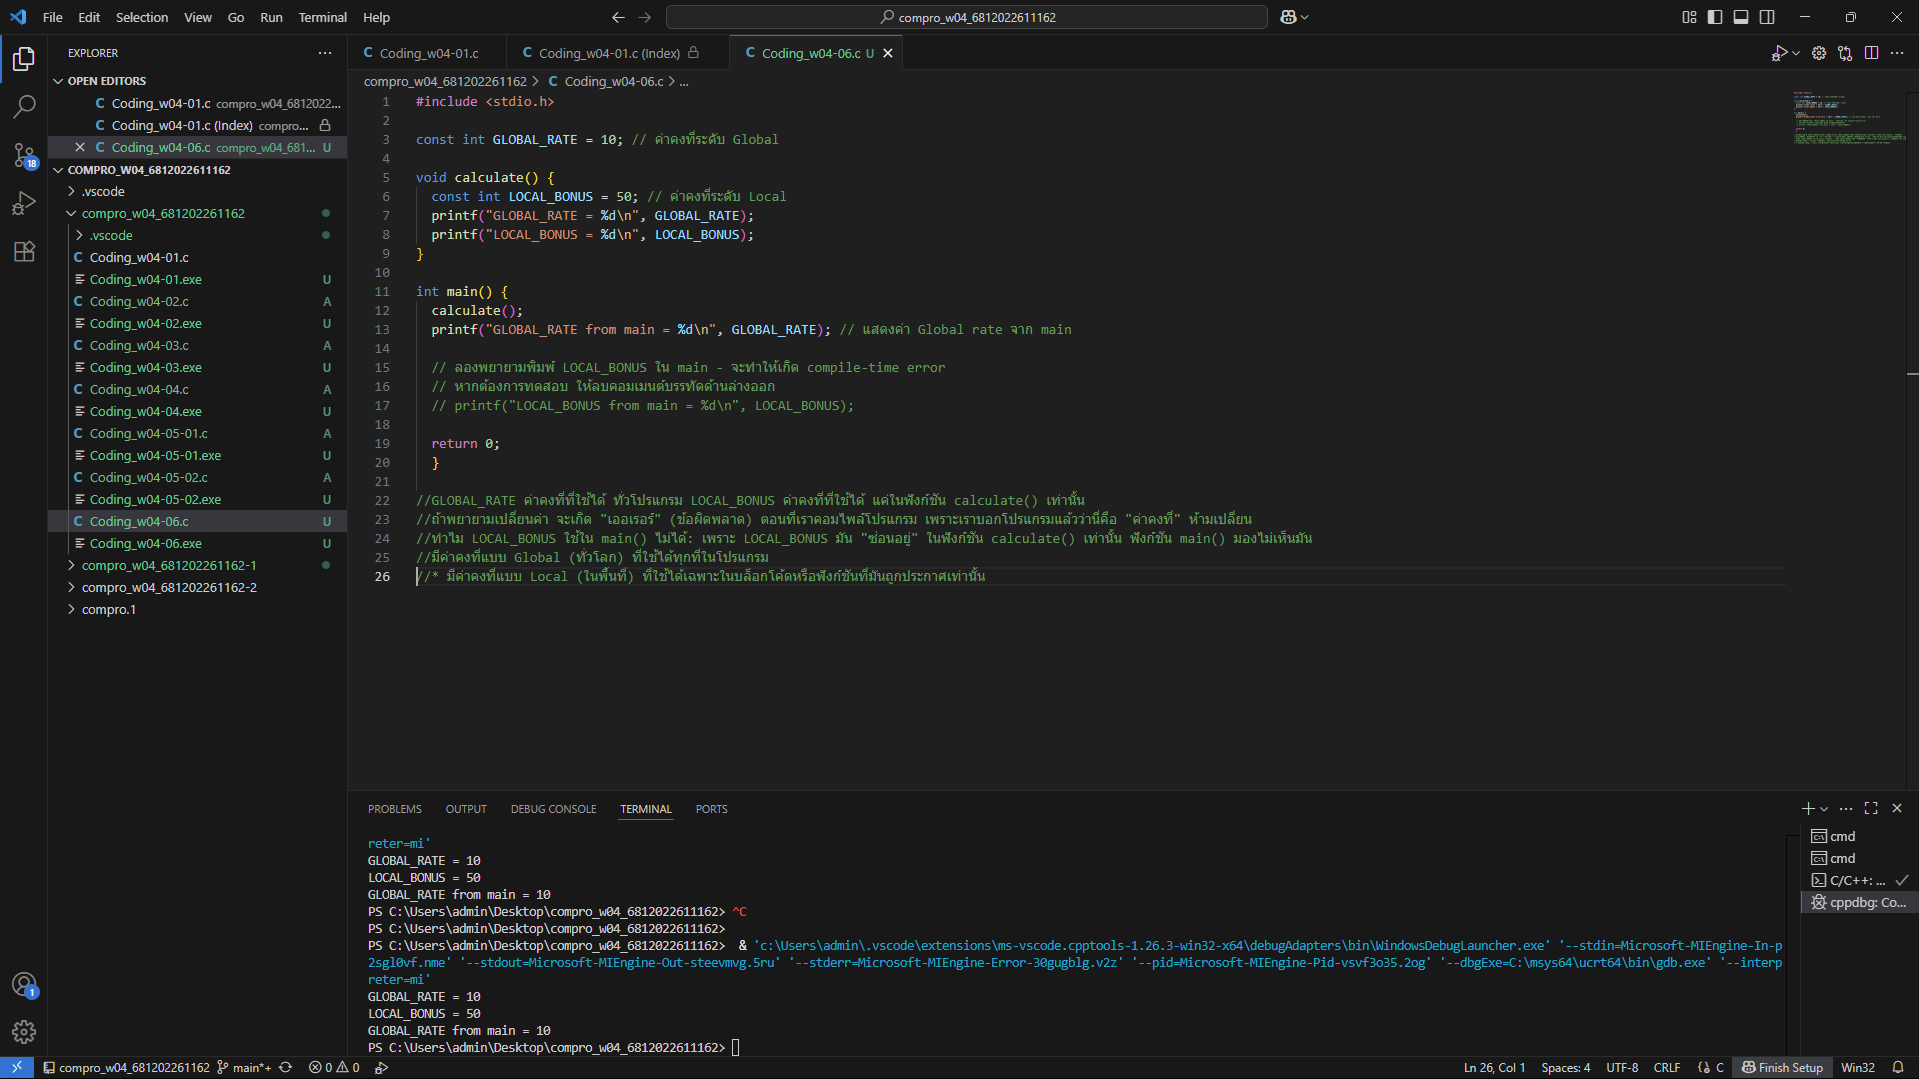 File Edit Selection View Go Run Terminal Help
compro_w04_6812022611162
EXPLORER
OPEN EDITORS
Coding_w04-01.c compro_w04_6812022...
Coding_w04-01.c (Index) compro...
Coding_w04-06.c compro_w04_681... U
COMPRO_W04_6812022611162
.vscode
compro_w04_681202261162
.vscode
Coding_w04-01.c
Coding_w04-01.exe U
Coding_w04-02.c A
Coding_w04-02.exe U
Coding_w04-03.c A
Coding_w04-03.exe U
Coding_w04-04.c A
Coding_w04-04.exe U
Coding_w04-05-01.c A
Coding_w04-05-01.exe U
Coding_w04-05-02.c A
Coding_w04-05-02.exe U
Coding_w04-06.c U
Coding_w04-06.exe U
compro_w04_681202261162-1
compro_w04_681202261162-2
compro.1
Coding_w04-01.c Coding_w04-01.c (Index) Coding_w04-06.c U
compro_w04_681202261162 > C Coding_w04-06.c > ...
1 #include <stdio.h>
2
3 const int GLOBAL_RATE = 10; // ค่าคงที่ระดับ Global
4
5 void calculate() {
6 const int LOCAL_BONUS = 50; // ค่าคงที่ระดับ Local
7 printf("GLOBAL_RATE = %d\n", GLOBAL_RATE);
8 printf("LOCAL_BONUS = %d\n", LOCAL_BONUS);
9 }
10
11 int main() {
12 calculate();
13 printf("GLOBAL_RATE from main = %d\n", GLOBAL_RATE); // แสดงค่า Global rate จาก main
14
15 // ลองพยายามพิมพ์ LOCAL_BONUS ใน main - จะทำให้เกิด compile-time error
16 // หากต้องการทดสอบ ให้ลบคอมเมนต์บรรทัดด้านล่างออก
17 // printf("LOCAL_BONUS from main = %d\n", LOCAL_BONUS);
18
19 return 0;
20 }
21
22 //GLOBAL_RATE ค่าคงที่ที่ใช้ได้ ทั่วโปรแกรม LOCAL_BONUS ค่าคงที่ที่ใช้ได้ แค่ในฟังก์ชัน calculate() เท่านั้น
23 //ถ้าพยายามเปลี่ยนค่า จะเกิด "เออเรอร์" (ข้อผิดพลาด) ตอนที่เราคอมไพล์โปรแกรม เพราะเราบอกโปรแกรมแล้วว่านี่คือ "ค่าคงที่" ห้ามเปลี่ยน
24 //ทำไม LOCAL_BONUS ใช้ใน main() ไม่ได้: เพราะ LOCAL_BONUS มัน "ซ่อนอยู่" ในฟังก์ชัน calculate() เท่านั้น ฟังก์ชัน main() มองไม่เห็นมัน
25 //มีค่าคงที่แบบ Global (ทั่วโลก) ที่ใช้ได้ทุกที่ในโปรแกรม
26 //* มีค่าคงที่แบบ Local (ในพื้นที่) ที่ใช้ได้เฉพาะในบล็อกโค้ดหรือฟังก์ชันที่มันถูกประกาศเท่านั้น
PROBLEMS OUTPUT DEBUG CONSOLE TERMINAL PORTS
reter=mi'
GLOBAL_RATE = 10
LOCAL_BONUS = 50
GLOBAL_RATE from main = 10
PS C:\Users\admin\Desktop\compro_w04_6812022611162> ^C
PS C:\Users\admin\Desktop\compro_w04_6812022611162>
PS C:\Users\admin\Desktop\compro_w04_6812022611162> & 'c:\Users\admin\.vscode\extensions\ms-vscode.cpptools-1.26.3-win32-x64\debugAdapters\bin\WindowsDebugLauncher.exe' '--stdin=Microsoft-MIEngine-In-p
2sgl0vf.nme' '--stdout=Microsoft-MIEngine-Out-steevmvg.5ru' '--stderr=Microsoft-MIEngine-Error-30gugblg.v2z' '--pid=Microsoft-MIEngine-Pid-vsvf3o35.2og' '--dbgExe=C:\msys64\ucrt64\bin\gdb.exe' '--interp
reter=mi'
GLOBAL_RATE = 10
LOCAL_BONUS = 50
GLOBAL_RATE from main = 10
PS C:\Users\admin\Desktop\compro_w04_6812022611162>
cmd
cmd
C/C++: ...
cppdbg: Co...
18
1
compro_w04_681202261162 main*+ 0 0
Ln 26, Col 1 Spaces: 4 UTF-8 CRLF {} C Finish Setup Win32